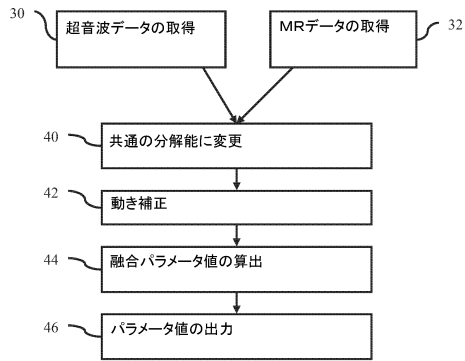 30
超音波データの取得
MRデータの取得
32
40
共通の分解能に変更
42
動き補正
44
融合パラメータ値の算出
46
パラメータ値の出力